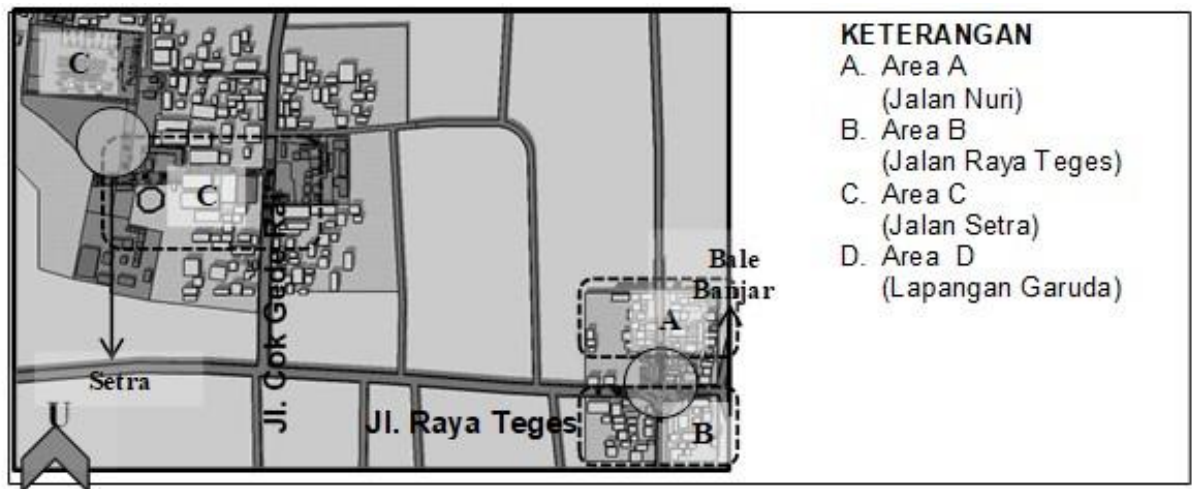 C
C
Jl. Cok Gede Rai
Bale
Banjar
A
Setra
U
Jl. Raya Teges
B
KETERANGAN
A. Area A
(Jalan Nuri)
B. Area B
(Jalan Raya Teges)
C. Area C
(Jalan Setra)
D. Area D
(Lapangan Garuda)